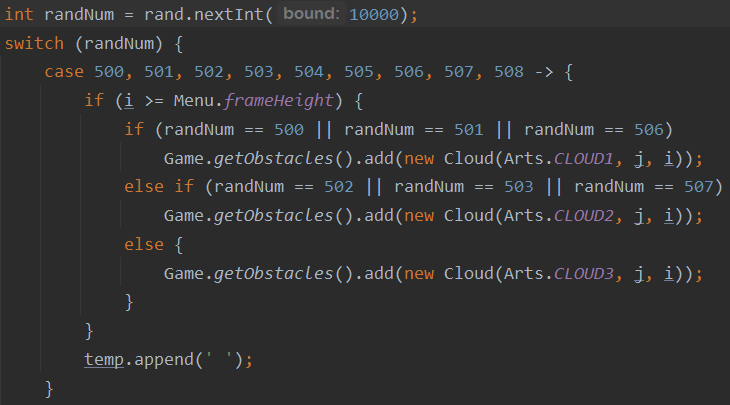 int randNum = rand.nextInt( bound: 10000);
switch (randNum) {
    case 500, 501, 502, 503, 504, 505, 506, 507, 508 -> {
        if (i >= Menu.frameHeight) {
            if (randNum == 500 || randNum == 501 || randNum == 506)
                Game.getObstacles().add(new Cloud(Arts.CLOUD1, j, i));
            else if (randNum == 502 || randNum == 503 || randNum == 507)
                Game.getObstacles().add(new Cloud(Arts.CLOUD2, j, i));
            else {
                Game.getObstacles().add(new Cloud(Arts.CLOUD3, j, i));
            }
        }
        temp.append(' ');
    }